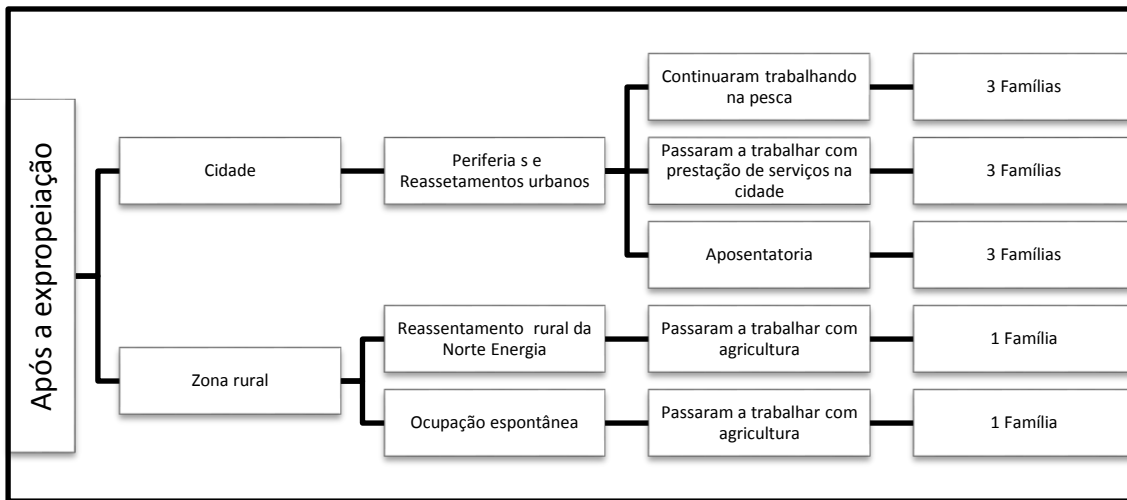 Após a expropeiação
Cidade
Periferia s e
Reassetamentos urbanos
Continuaram trabalhando
na pesca
3 Famílias
Passaram a trabalhar com
prestação de serviços na
cidade
3 Famílias
Aposentatoria
3 Famílias
Zona rural
Reassentamento  rural da
Norte Energia
Passaram a trabalhar com
agricultura
1 Família
Ocupação espontânea
Passaram a trabalhar com
agricultura
1 Família